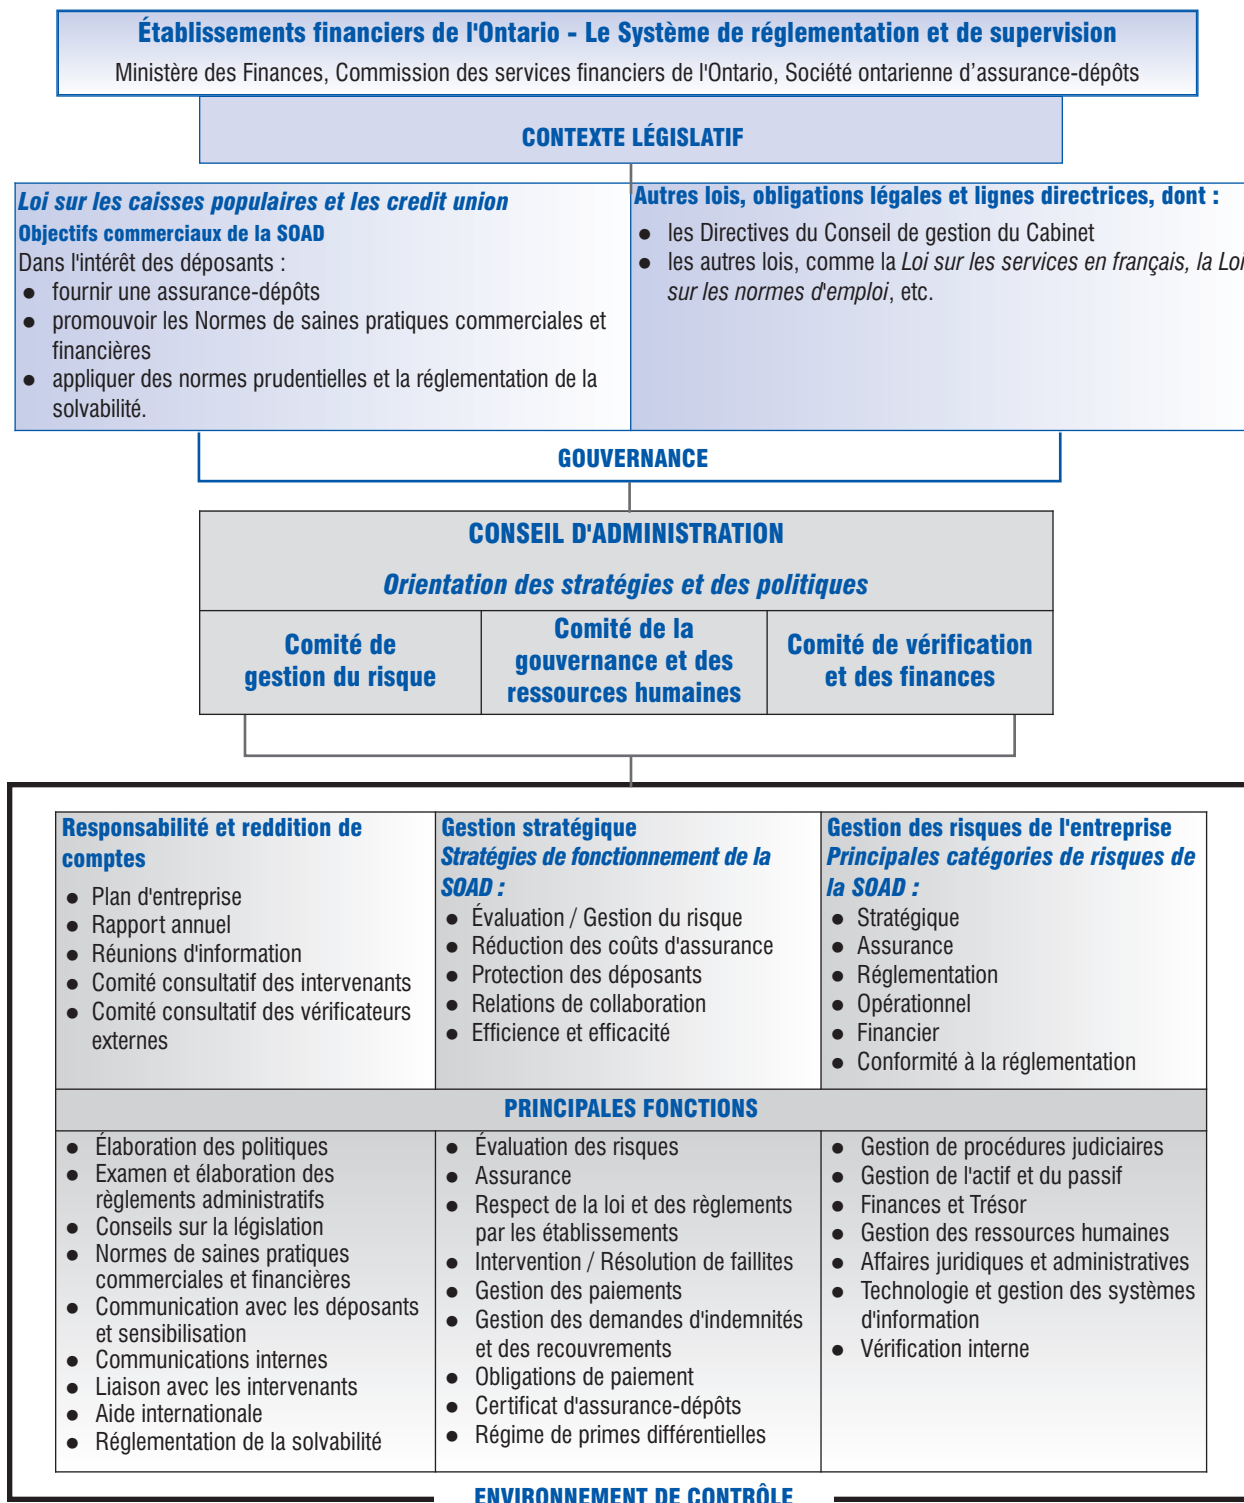 Établissements financiers de l'Ontario - Le Système de réglementation et de supervision
Ministère des Finances, Commission des services financiers de l'Ontario, Société ontarienne d’assurance-dépôts
CONTEXTE LÉGISLATIF
Loi sur les caisses populaires et les credit union
Objectifs commerciaux de la SOAD
Dans l'intérêt des déposants :
● fournir une assurance-dépôts
● promouvoir les Normes de saines pratiques commerciales et
financières
● appliquer des normes prudentielles et la réglementation de la
solvabilité.
Autres lois, obligations légales et lignes directrices, dont :
● les Directives du Conseil de gestion du Cabinet
● les autres lois, comme la Loi sur les services en français, la Loi
sur les normes d'emploi, etc.
GOUVERNANCE
CONSEIL D'ADMINISTRATION
Orientation des stratégies et des politiques
Comité de
gestion du risque
Comité de la
gouvernance et des
ressources humaines
Comité de vérification
et des finances
Responsabilité et reddition de
comptes
● Plan d'entreprise
● Rapport annuel
● Réunions d'information
● Comité consultatif des intervenants
● Comité consultatif des vérificateurs
externes
Gestion stratégique
Stratégies de fonctionnement de la
SOAD :
● Évaluation / Gestion du risque
● Réduction des coûts d'assurance
● Protection des déposants
● Relations de collaboration
● Efficience et efficacité
Gestion des risques de l'entreprise
Principales catégories de risques de
la SOAD :
● Stratégique
● Assurance
● Réglementation
● Opérationnel
● Financier
● Conformité à la réglementation
PRINCIPALES FONCTIONS
● Élaboration des politiques
● Examen et élaboration des
règlements administratifs
● Conseils sur la législation
● Normes de saines pratiques
commerciales et financières
● Communication avec les déposants
et sensibilisation
● Communications internes
● Liaison avec les intervenants
● Aide internationale
● Réglementation de la solvabilité
● Évaluation des risques
● Assurance
● Respect de la loi et des règlements
par les établissements
● Intervention / Résolution de faillites
● Gestion des paiements
● Gestion des demandes d'indemnités
et des recouvrements
● Obligations de paiement
● Certificat d'assurance-dépôts
● Régime de primes différentielles
● Gestion de procédures judiciaires
● Gestion de l'actif et du passif
● Finances et Trésor
● Gestion des ressources humaines
● Affaires juridiques et administratives
● Technologie et gestion des systèmes
d'information
● Vérification interne
ENVIRONNEMENT DE CONTRÔLE